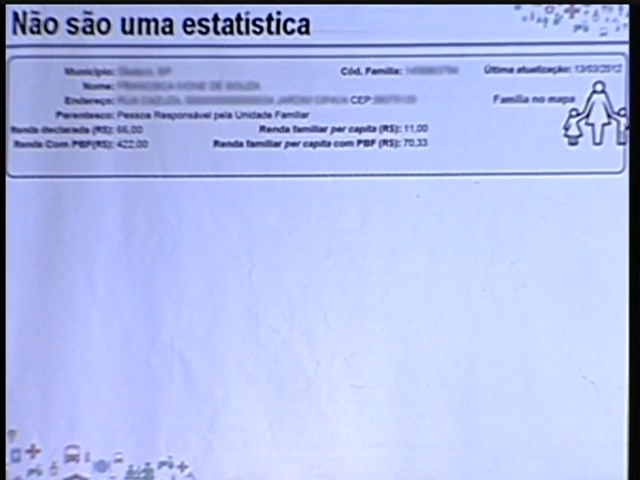 Não são uma estatística
Município: Cód. Família: Última atualização: 13/03/2012
Nome:
Endereço: CEP: Família no mapa
Parentesco: Pessoa Responsável pela Unidade Familiar
Renda declarada (R$): 66,00 Renda familiar per capita (R$): 11,00
Renda Com PBF(R$): 422,00 Renda familiar per capita com PBF (R$): 70,33